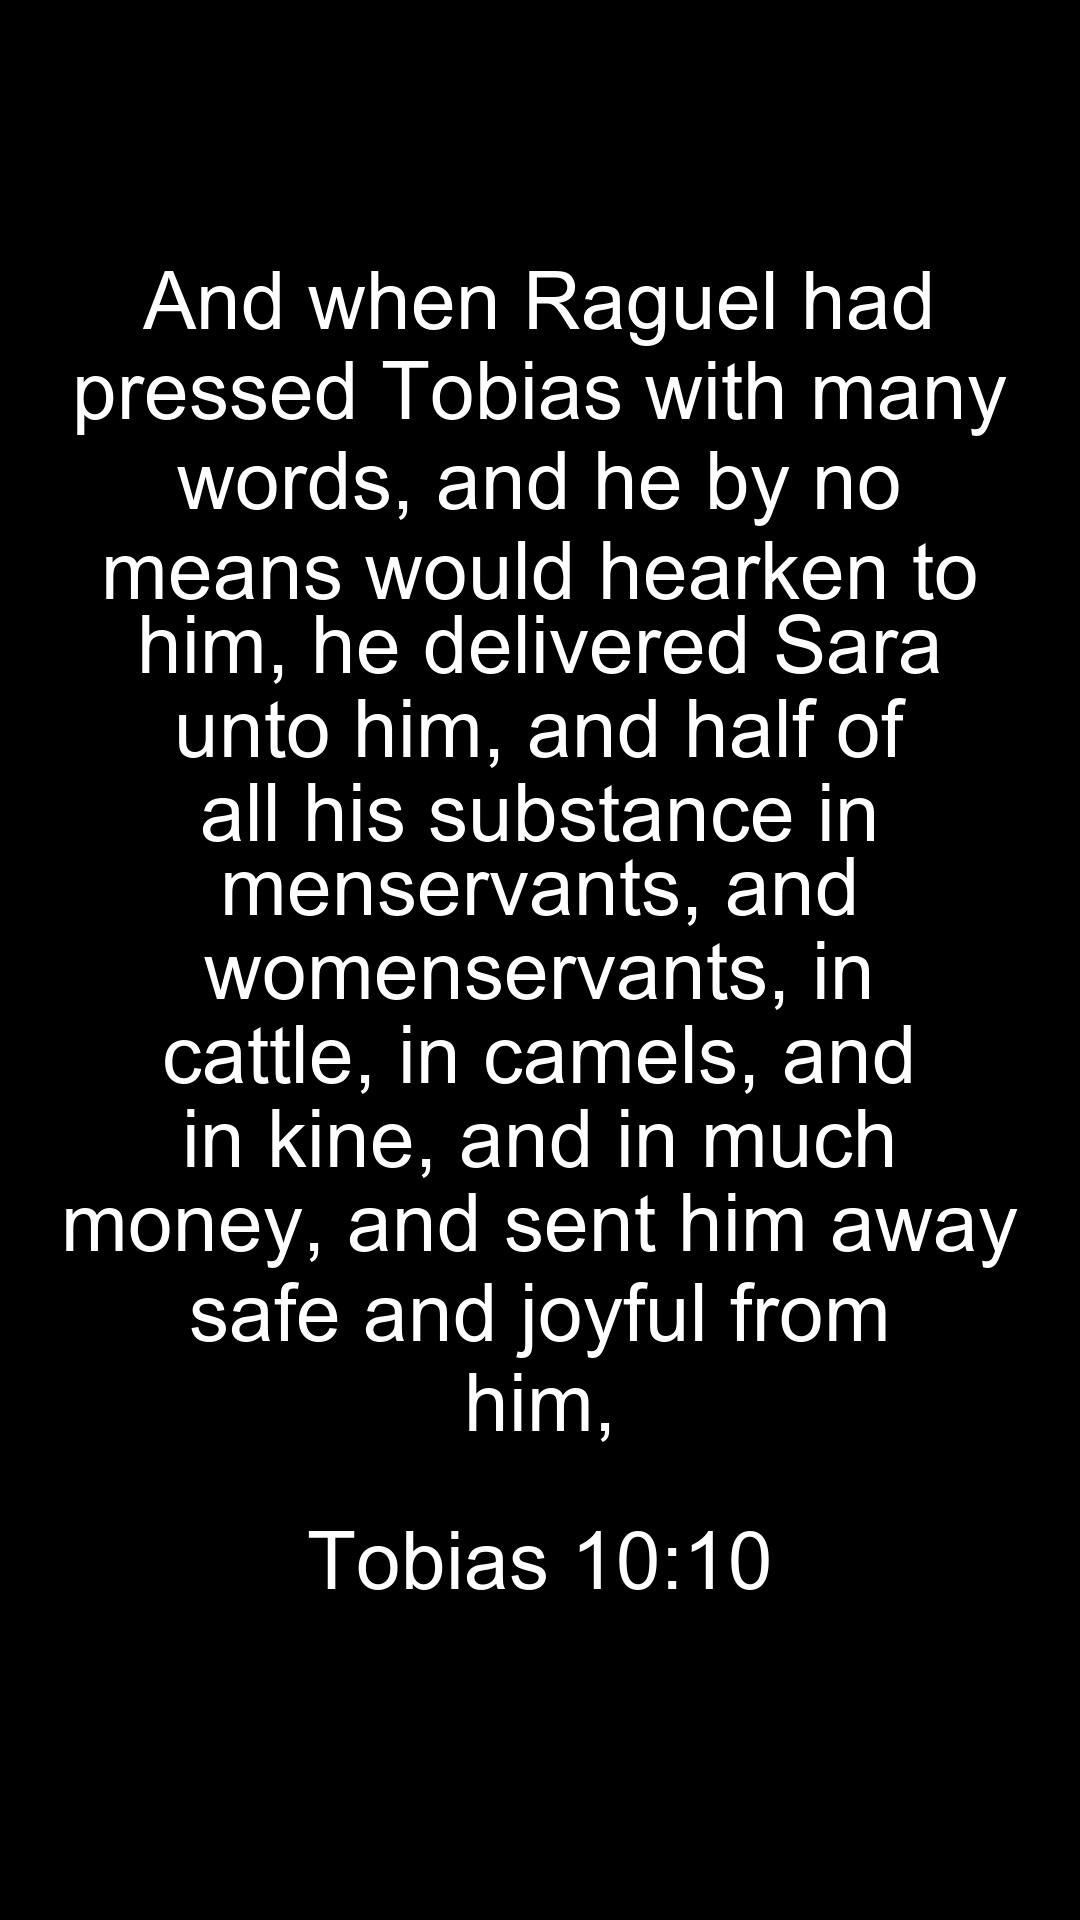 And when Raguel had
pressed Tobias with many
words, and he by no
means would hearken to
him, he delivered Sara
unto him, and half of
all his substance in
menservants, and
womenservants, in
cattle, in camels, and
in kine, and in much
money, and sent him away
safe and joyful from
him,
Tobias 10:10